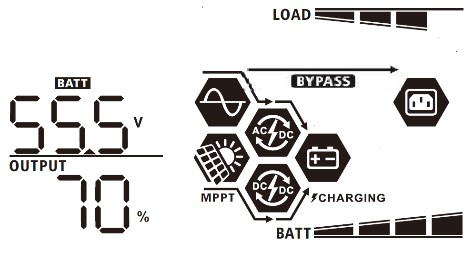 LOAD
BATT
BYPASS
55.5 V
AC DC
OUTPUT
70 %
DC DC
MPPT
CHARGING
BATT